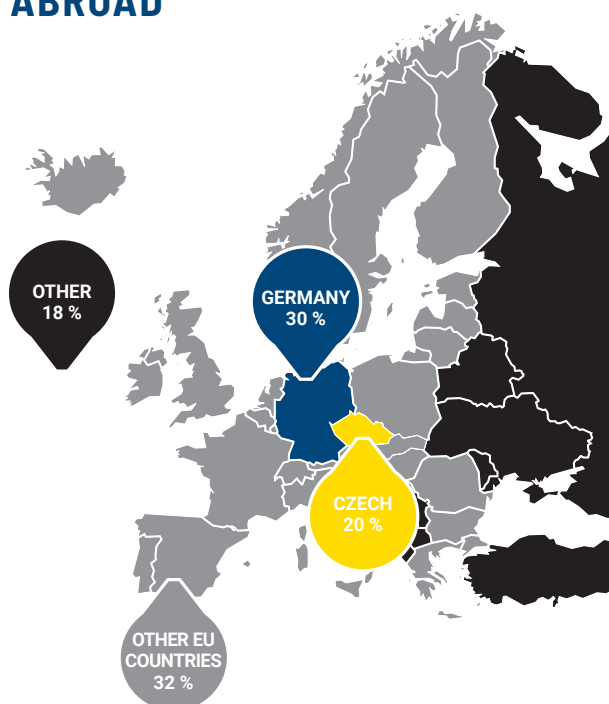 ABROAD
OTHER
18 %
GERMANY
30 %
CZECH
20 %
OTHER EU
COUNTRIES
32 %